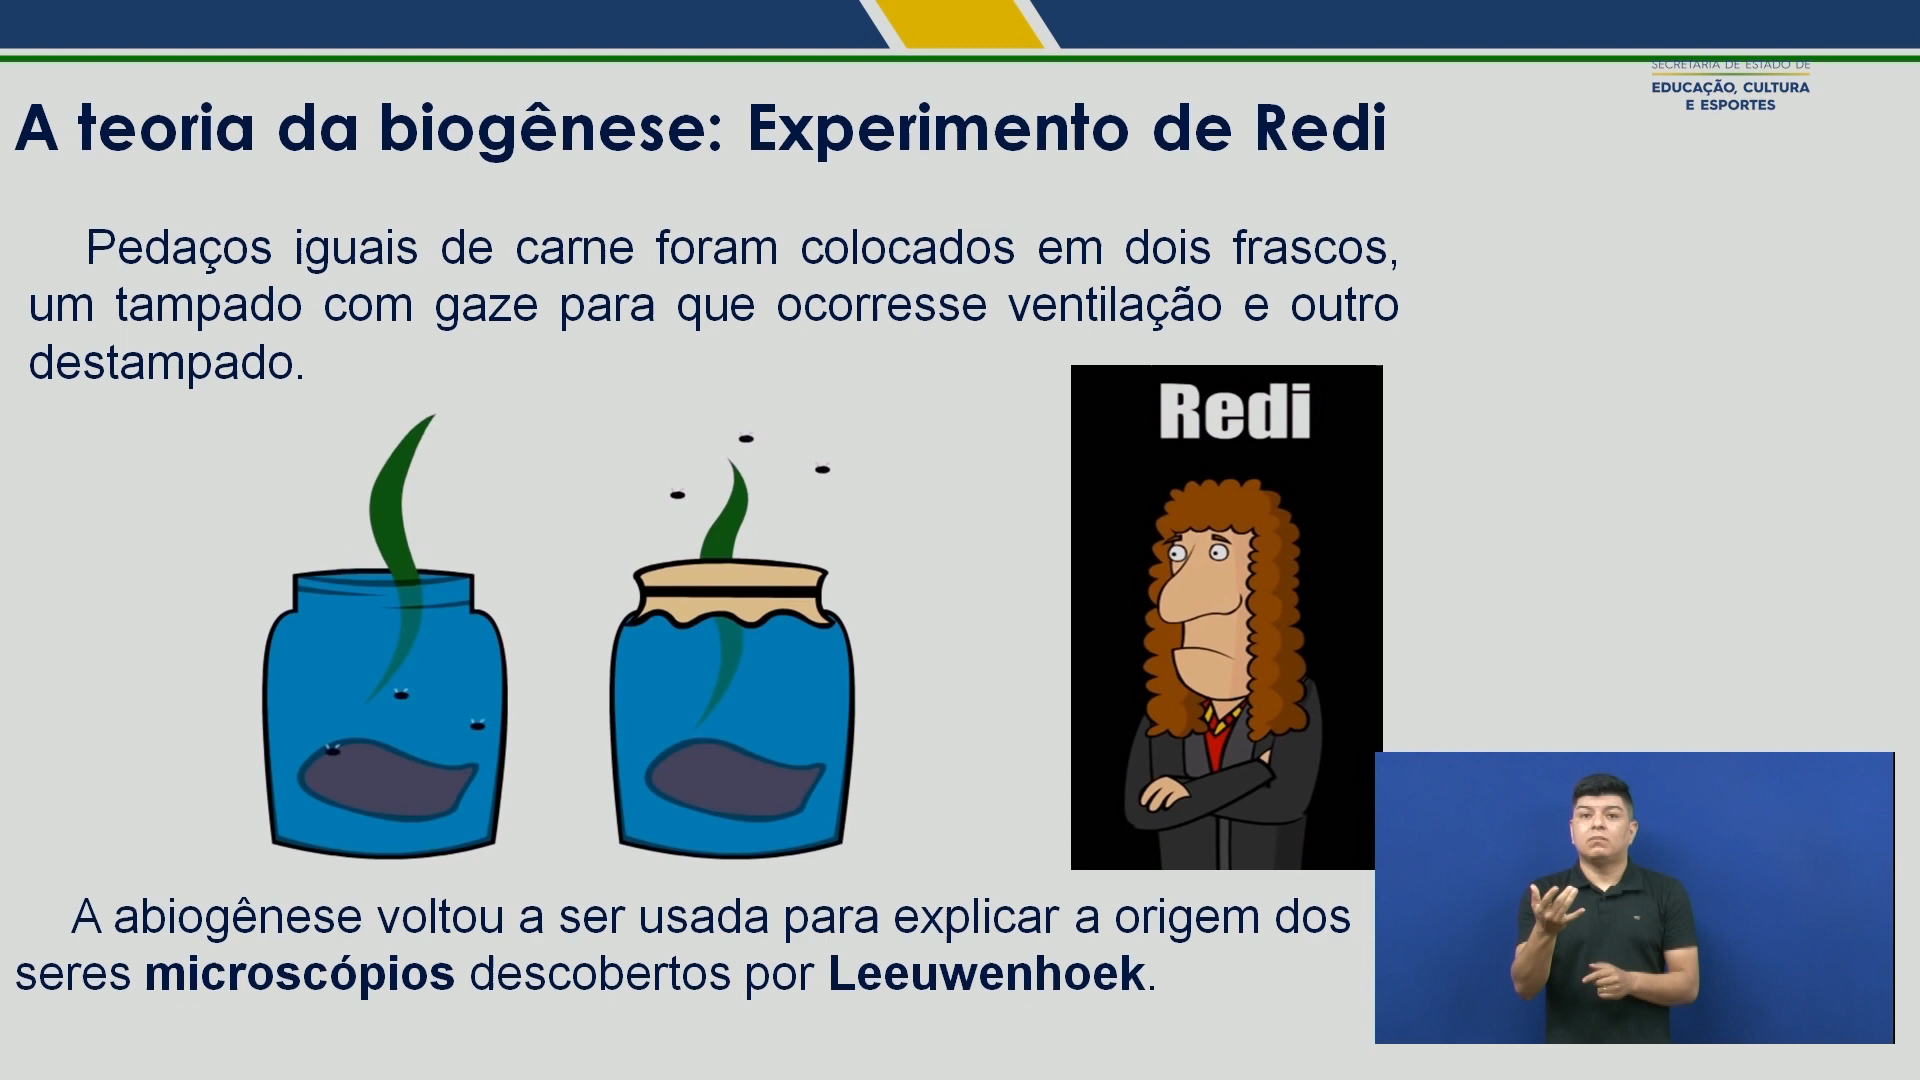 SECRETARIA DE ESTADO DE
EDUCAÇÃO, CULTURA
E ESPORTES
A teoria da biogênese: Experimento de Redi
Pedaços iguais de carne foram colocados em dois frascos,
um tampado com gaze para que ocorresse ventilação e outro
destampado.
Redi
A abiogênese voltou a ser usada para explicar a origem dos
seres microscópios descobertos por Leeuwenhoek.